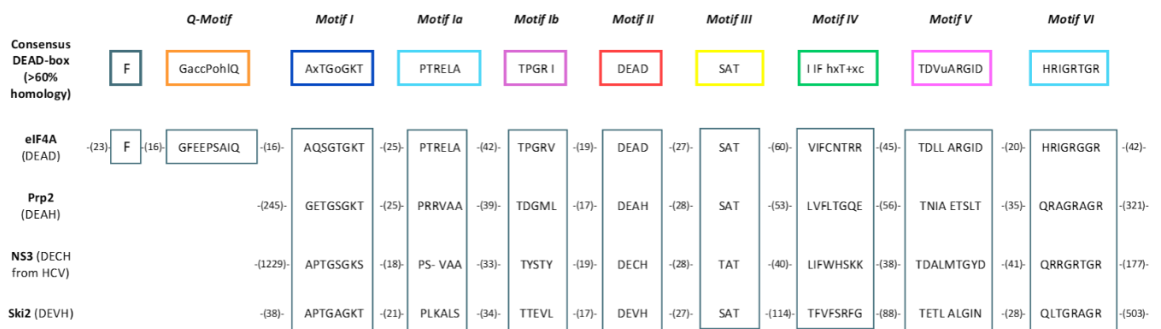 Q-Motif Motif I Motif Ia Motif Ib Motif II Motif III Motif IV Motif V Motif VI
Consensus
DEAD-box
(>60%
homology)
F GaccPohlQ AxTGoGKT PTRELA TPGR I DEAD SAT I IF hxT+xc TDVuARGID HRIGRTGR
eIF4A
(DEAD)
-(23)- F -(16)- GFEEPSAIQ -(16)- AQSGTGKT -(25)- PTRELA -(42)- TPGRV -(19)- DEAD -(27)- SAT -(60)- VIFCNTRR -(45)- TDLL ARGID -(20)- HRIGRGGR -(42)-
Prp2
(DEAH)
-(245)- GETGSGKT -(25)- PRRVAA -(39)- TDGML -(17)- DEAH -(28)- SAT -(53)- LVFLTGQE -(56)- TNIA ETSLT -(35)- QRAGRAGR -(321)-
NS3 (DECH
from HCV)
-(1229)- APTGSGKS -(18)- PS- VAA -(33)- TYSTY -(19)- DECH -(28)- TAT -(40)- LIFWHSKK -(38)- TDALMTGYD -(41)- QRRGRTGR -(177)-
Ski2 (DEVH) -(38)- APTGAGKT -(21)- PLKALS -(34)- TTEVL -(17)- DEVH -(27)- SAT -(114)- TFVFSRFG -(88)- TETL ALGIN -(28)- QLTGRAGR -(503)-